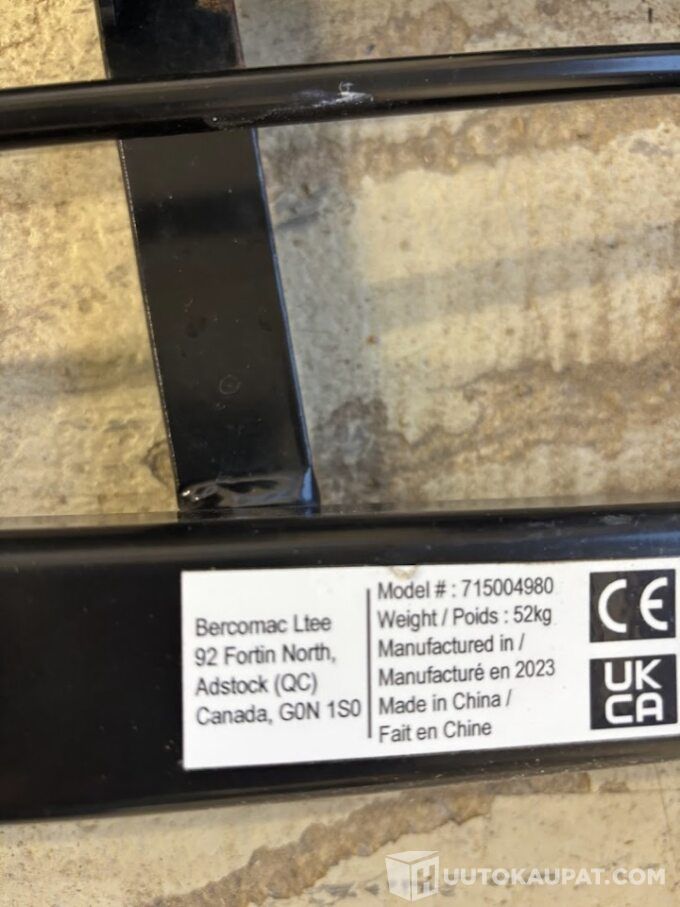 Bercomac Ltee
92 Fortin North,
Adstock (QC)
Canada, G0N 1S0
Model # : 715004980
Weight / Poids : 52kg
Manufactured in /
Manufacturé en 2023
Made in China /
Fait en Chine
CE
UK
CA
HUUTOKAUPAT.COM